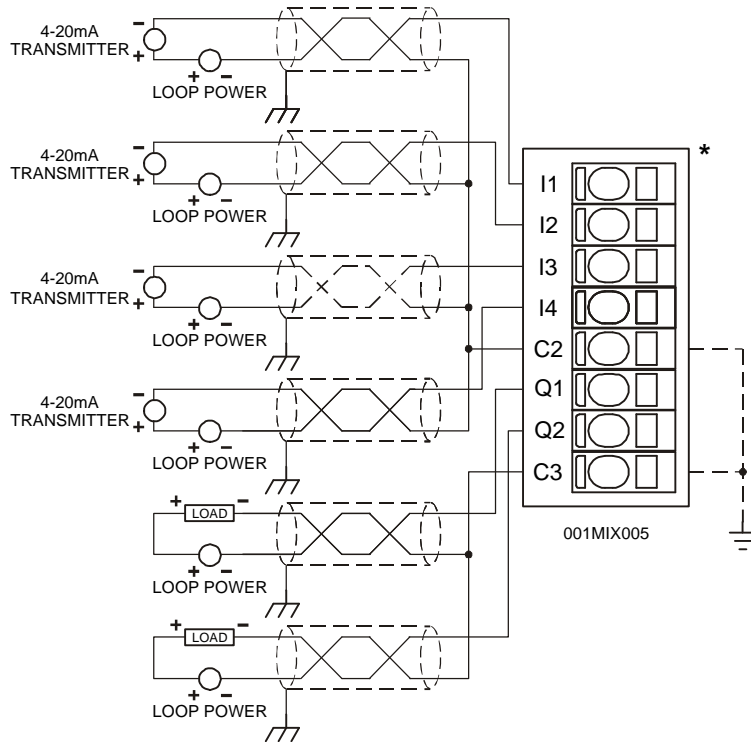 4-20mA
TRANSMITTER
-
+
+ -
LOOP POWER
4-20mA
TRANSMITTER
-
+
+ -
LOOP POWER
4-20mA
TRANSMITTER
-
+
+ -
LOOP POWER
4-20mA
TRANSMITTER
-
+
+ -
LOOP POWER
+ LOAD -
+ -
LOOP POWER
+ LOAD -
+ -
LOOP POWER
*
I1
I2
I3
I4
C2
Q1
Q2
C3
001MIX005